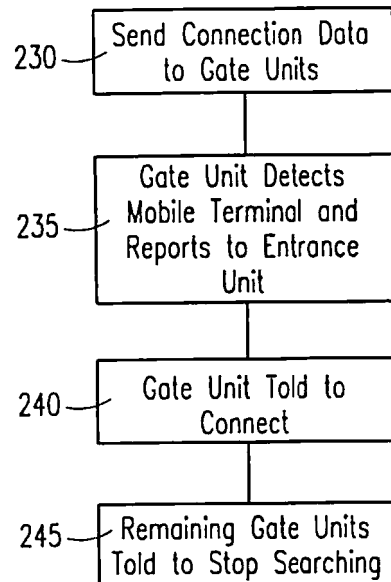 230
Send Connection Data
to Gate Units
235
Gate Unit Detects
Mobile Terminal and
Reports to Entrance
Unit
240
Gate Unit Told to
Connect
245
Remaining Gate Units
Told to Stop Searching